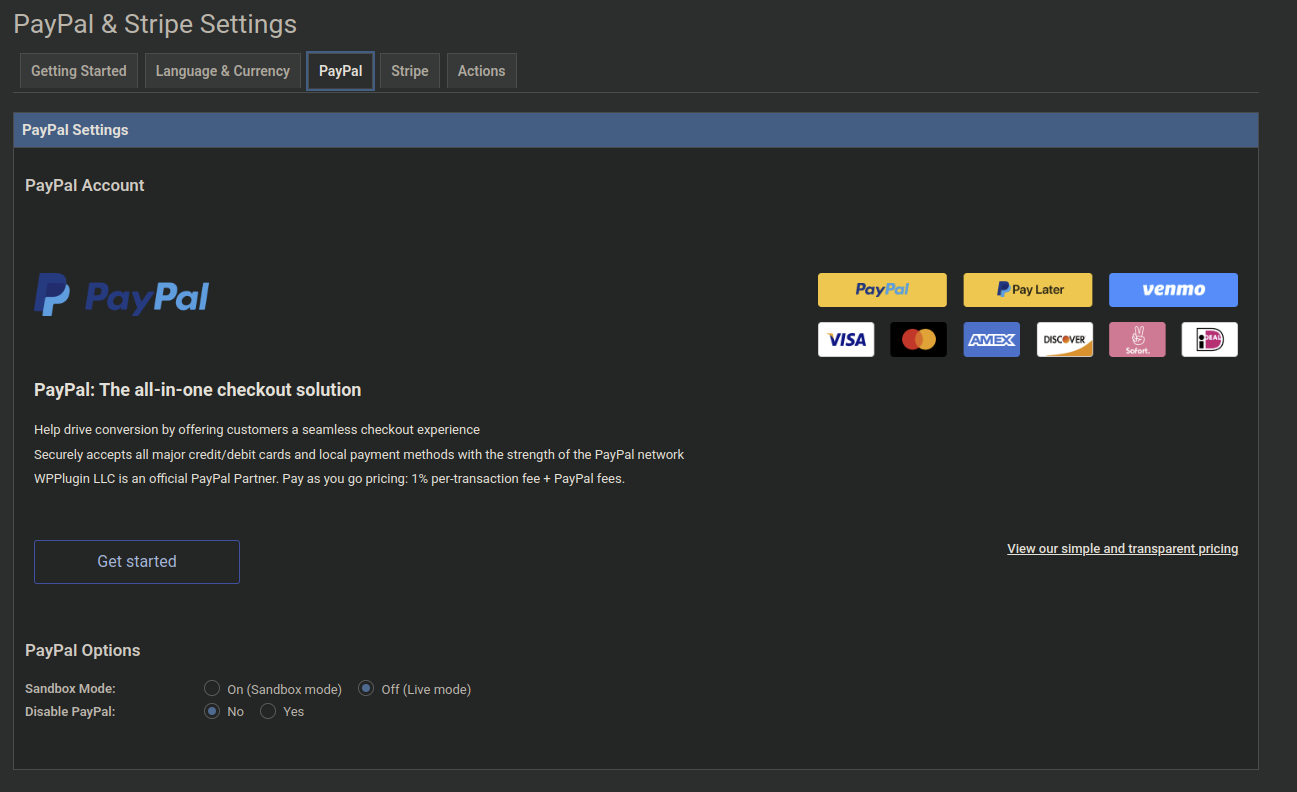 PayPal & Stripe Settings
Getting Started Language & Currency PayPal Stripe Actions
PayPal Settings
PayPal Account
PayPal
PayPal Pay Later venmo
VISA AMEX DISCOVER Sofort. iDEAL
PayPal: The all-in-one checkout solution
Help drive conversion by offering customers a seamless checkout experience
Securely accepts all major credit/debit cards and local payment methods with the strength of the PayPal network
WPPlugin LLC is an official PayPal Partner. Pay as you go pricing: 1% per-transaction fee + PayPal fees.
Get started
View our simple and transparent pricing
PayPal Options
Sandbox Mode: On (Sandbox mode) Off (Live mode)
Disable PayPal: No Yes